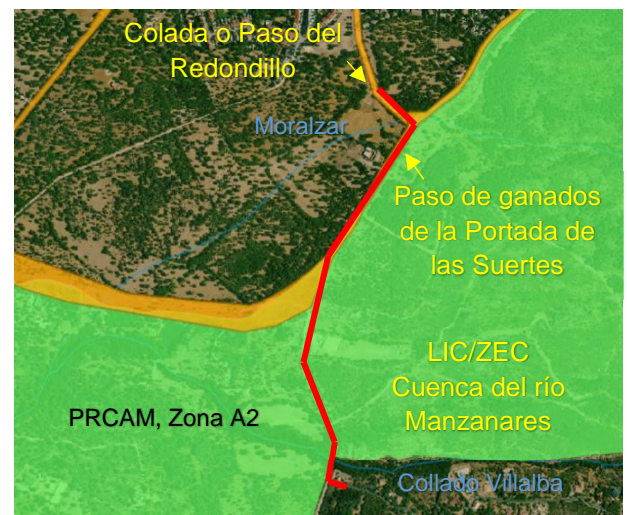 Colada o Paso del
Redondillo
Moralzar
Paso de ganados
de la Portada de
las Suertes
LIC/ZEC
Cuenca del río
Manzanares
PRCAM, Zona A2
Collado Villalba